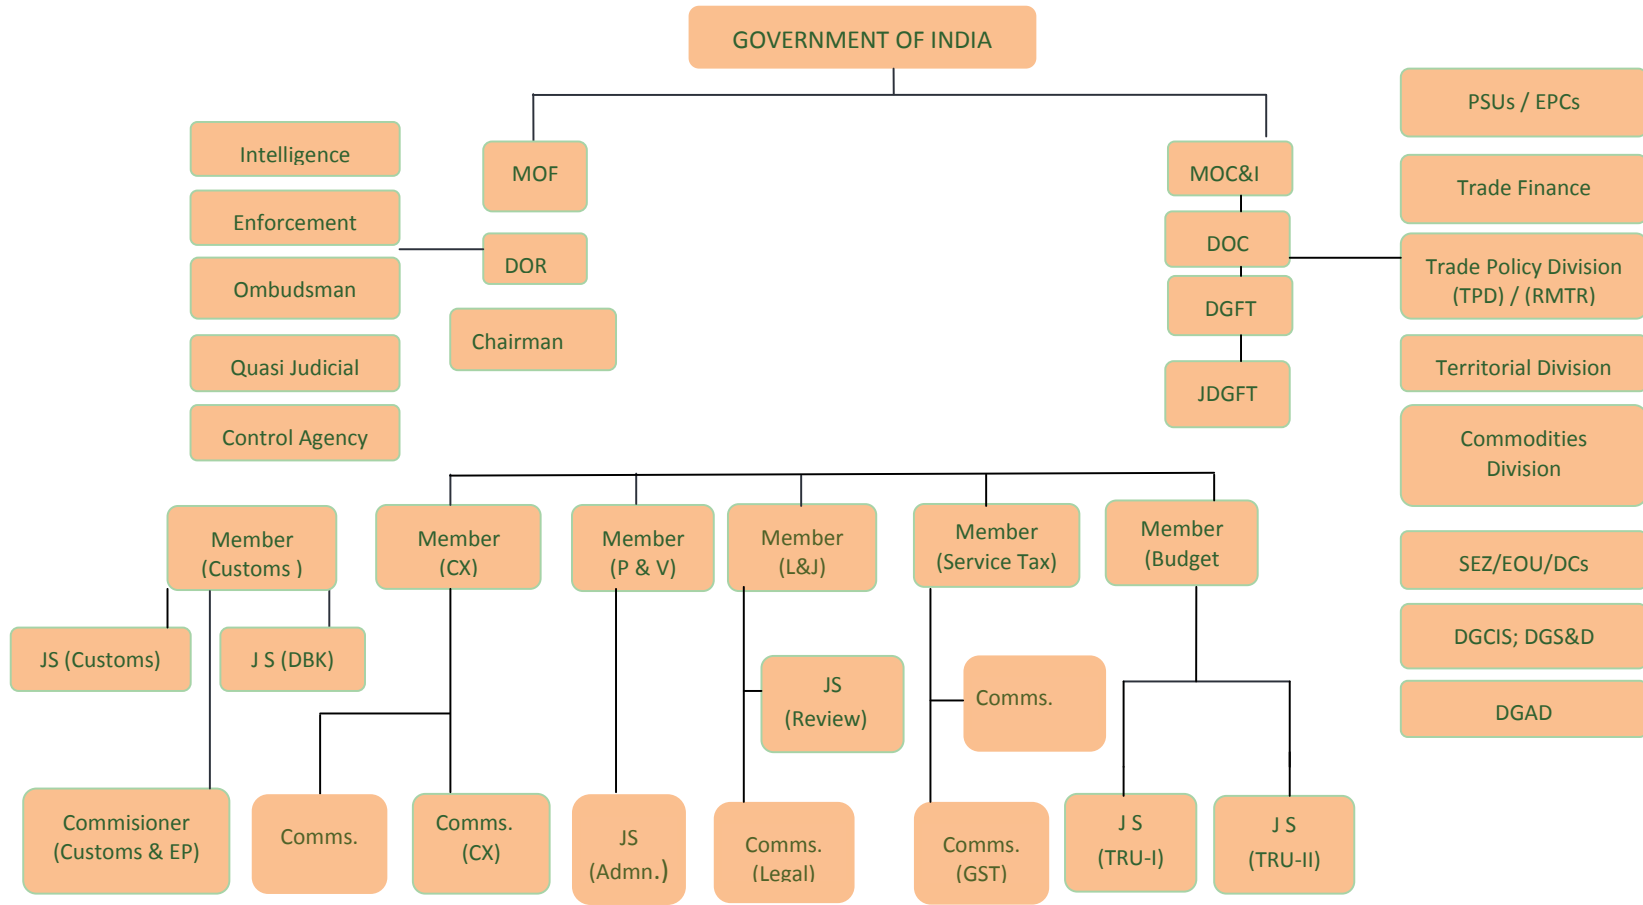 GOVERNMENT OF INDIA
PSUs / EPCs
Intelligence
MOF
MOC&I
Trade Finance
Enforcement
DOR
DOC
Trade Policy Division
(TPD) / (RMTR)
Ombudsman
DGFT
Chairman
Quasi Judicial
Territorial Division
JDGFT
Control Agency
Commodities
Division
Member
(Customs )
Member
(CX)
Member
(P & V)
Member
(L&J)
Member
(Service Tax)
Member
(Budget
SEZ/EOU/DCs
JS (Customs)
J S (DBK)
DGCIS; DGS&D
JS
(Review)
Comms.
DGAD
Commisioner
(Customs & EP)
Comms.
Comms.
(CX)
JS
(Admn.)
Comms.
(Legal)
Comms.
(GST)
J S
(TRU-I)
J S
(TRU-II)